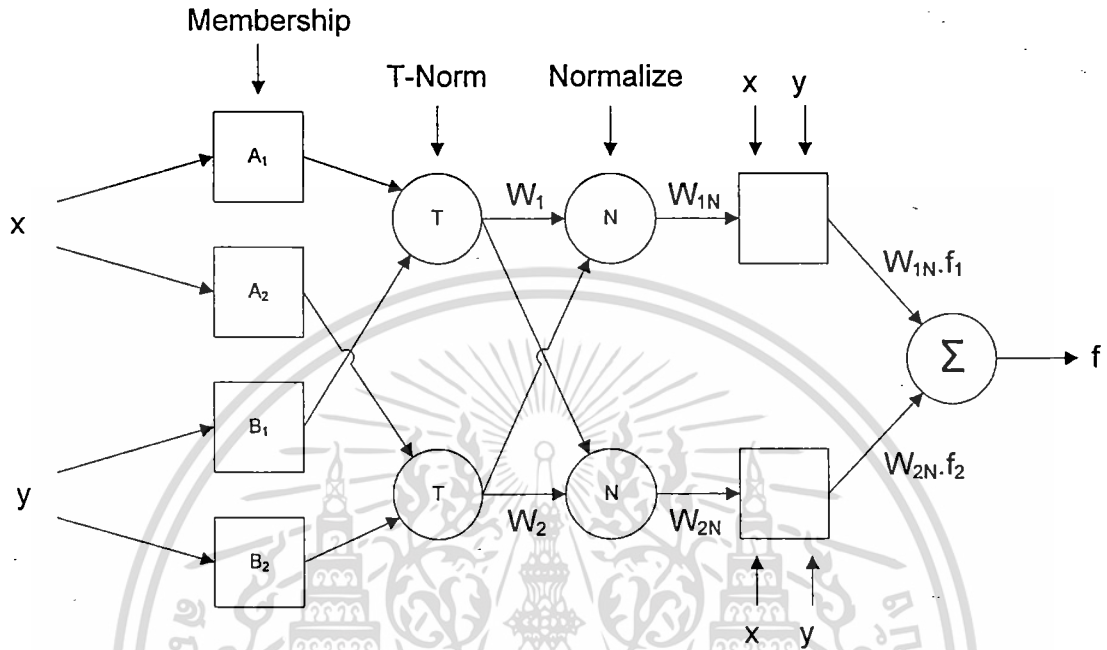 Membership
T-Norm
Normalize
x y
A₁
x
A₂
T
W₁
N
W₁N
W₁N.f₁
Σ
f
B₁
y
B₂
T
W₂
N
W₂N
W₂N.f₂
x y